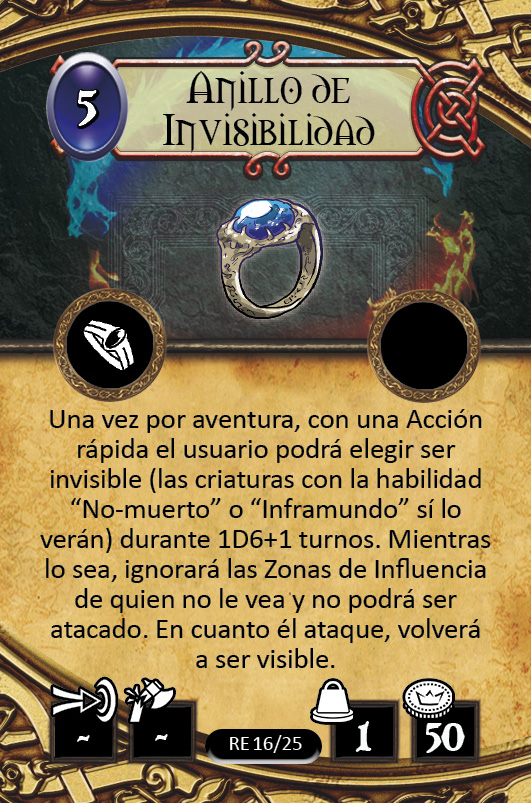 5
ANILLO DE
INVISIBILIDAD
Una vez por aventura, con una Acción
rápida el usuario podrá elegir ser
invisible (las criaturas con la habilidad
“No-muerto” o “Inframundo” sí lo
verán) durante 1D6+1 turnos. Mientras
lo sea, ignorará las Zonas de Influencia
de quien no le vea y no podrá ser
atacado. En cuanto él ataque, volverá
a ser visible.
~
~
RE 16/25
1
50